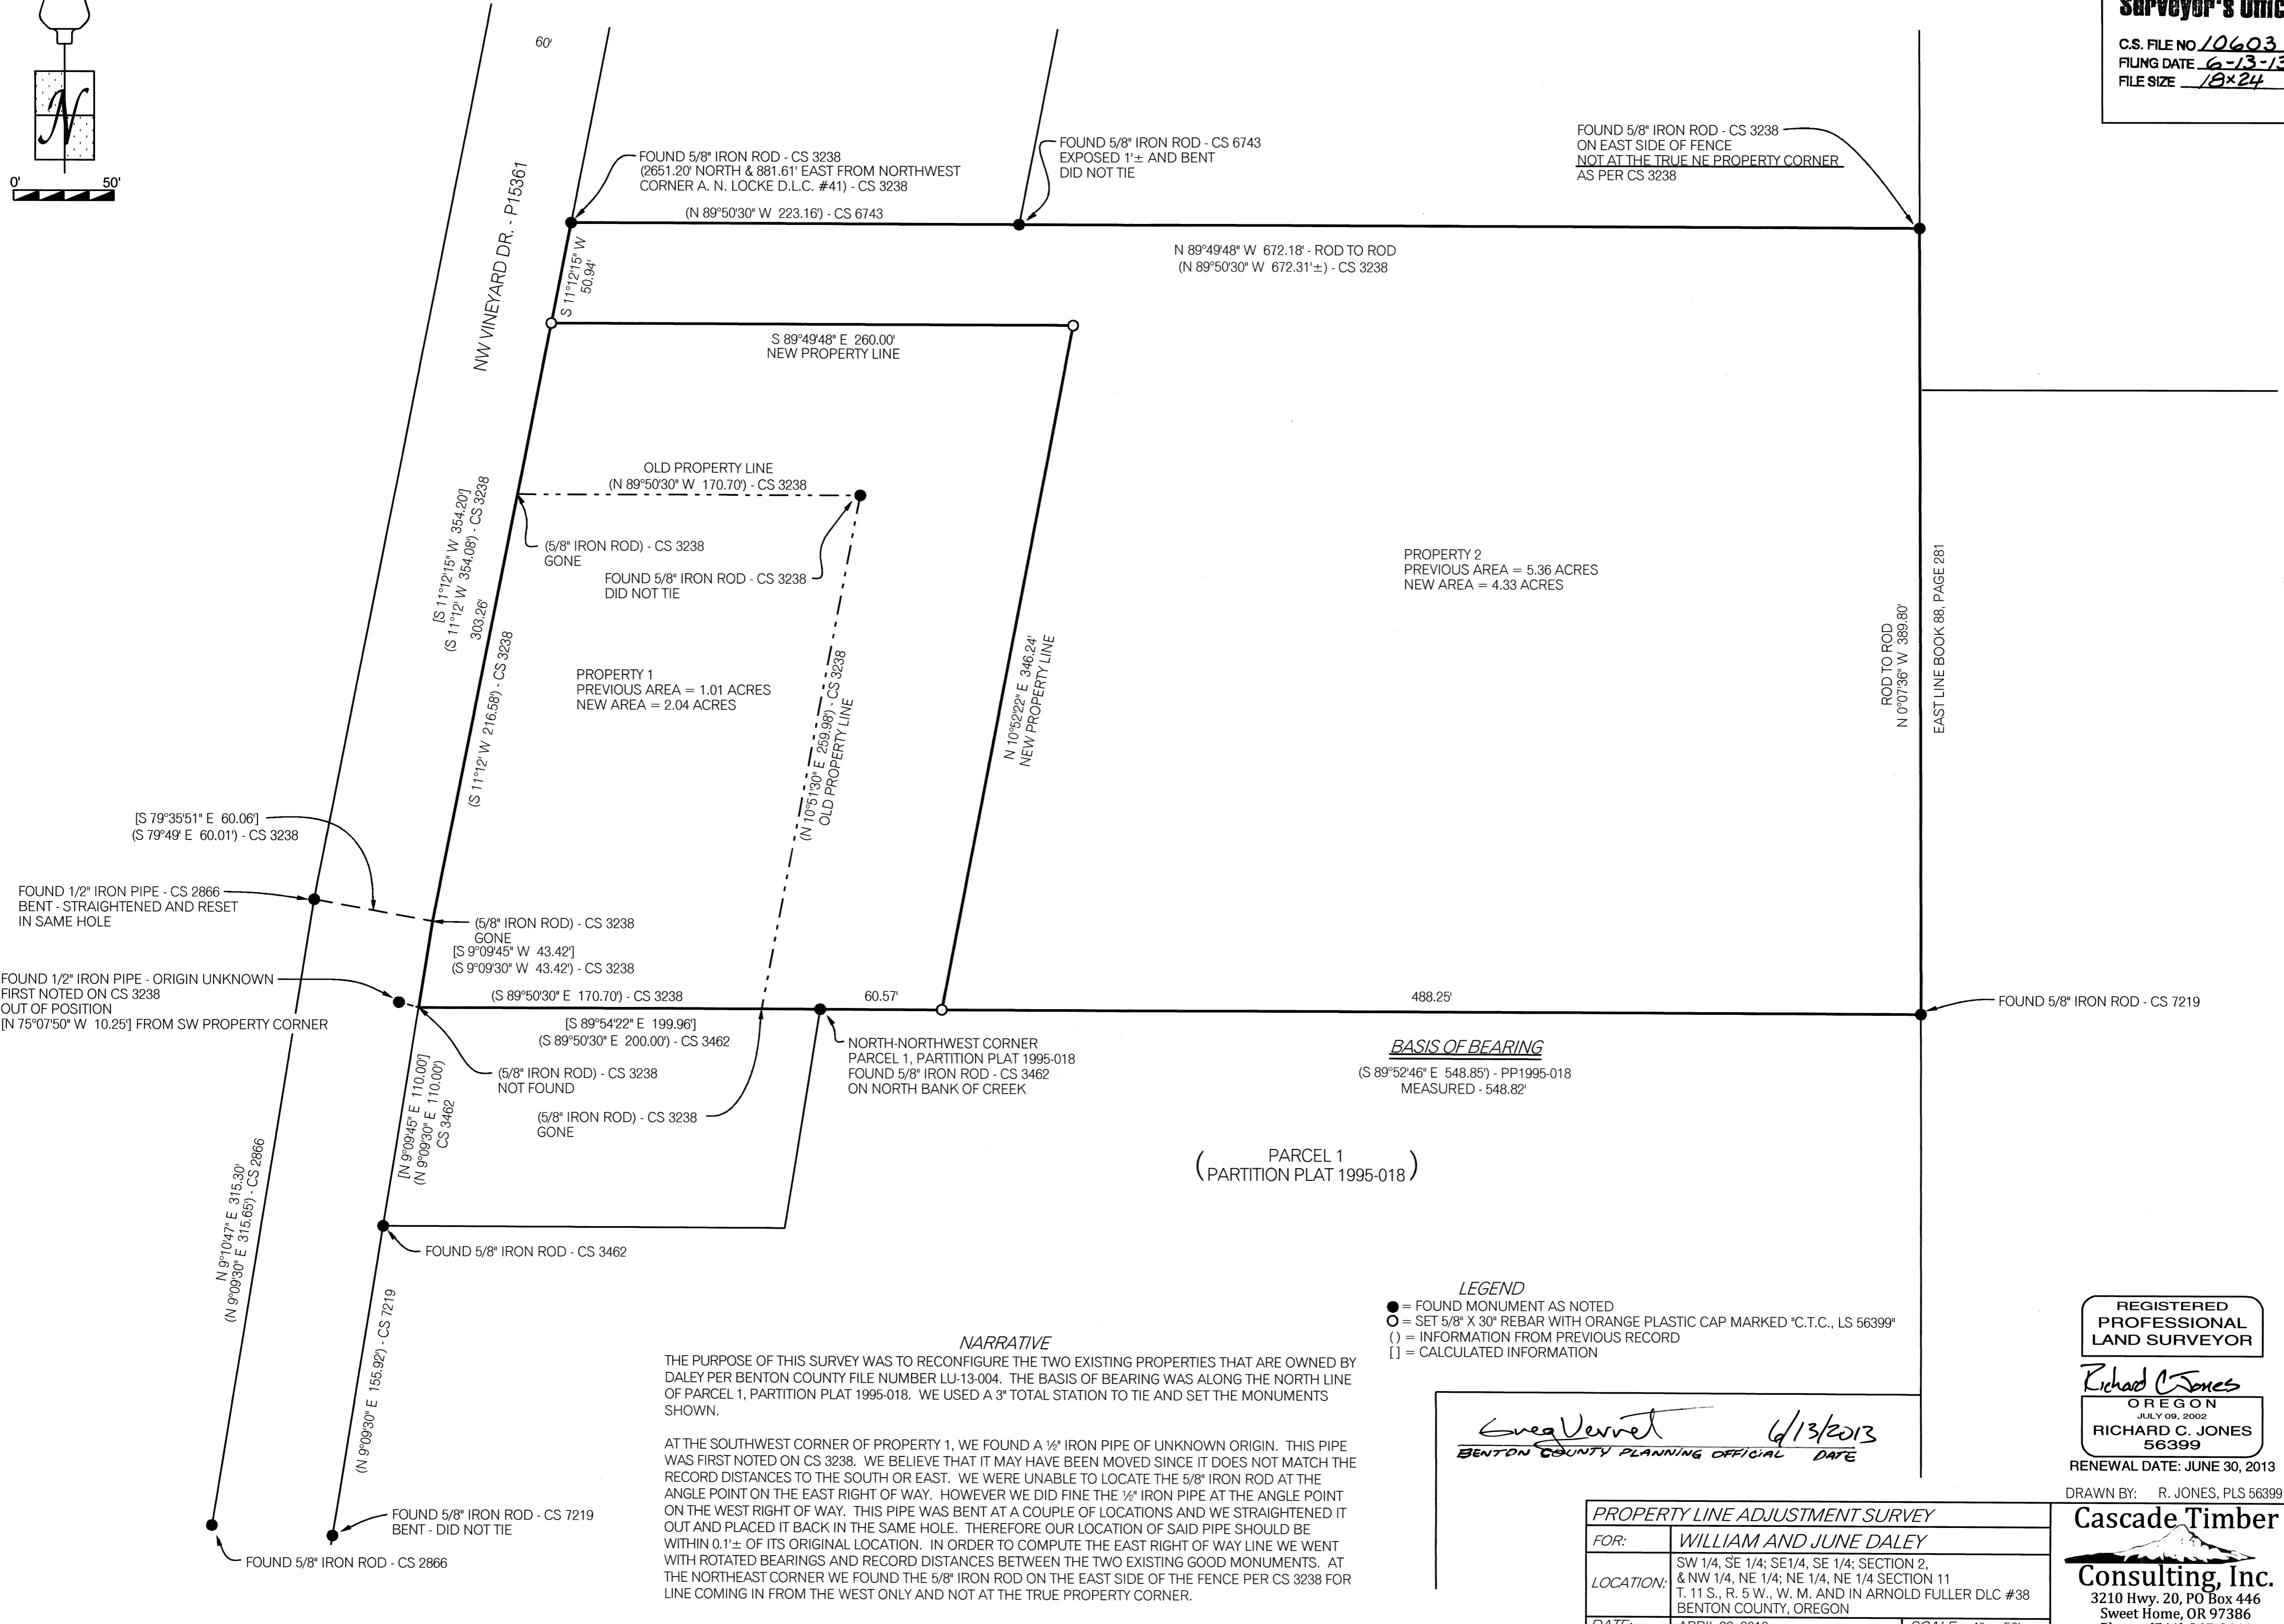 Surveyor's Offic
C.S. FILE NO 10603
FILING DATE 6-13-13
FILE SIZE 18x24
N
0' 50'
60'
NW VINEYARD DR. - P15361
FOUND 5/8" IRON ROD - CS 3238
(2651.20' NORTH & 881.61' EAST FROM NORTHWEST
CORNER A. N. LOCKE D.L.C. #41) - CS 3238
FOUND 5/8" IRON ROD - CS 6743
EXPOSED 1'± AND BENT
DID NOT TIE
FOUND 5/8" IRON ROD - CS 3238
ON EAST SIDE OF FENCE
NOT AT THE TRUE NE PROPERTY CORNER
AS PER CS 3238
(N 89°50'30" W 223.16') - CS 6743
N 89°49'48" W 672.18' - ROD TO ROD
(N 89°50'30" W 672.31'±) - CS 3238
S 11°12'15" W
50.94'
S 89°49'48" E 260.00'
NEW PROPERTY LINE
OLD PROPERTY LINE
(N 89°50'30" W 170.70') - CS 3238
[S 11°12'15" W 354.20']
(S 11°12' W 354.08') - CS 3238
303.26'
(5/8" IRON ROD) - CS 3238
GONE
FOUND 5/8" IRON ROD - CS 3238
DID NOT TIE
PROPERTY 2
PREVIOUS AREA = 5.36 ACRES
NEW AREA = 4.33 ACRES
ROD TO ROD
N 0°07'36" W 389.80'
EAST LINE BOOK 88, PAGE 281
PROPERTY 1
PREVIOUS AREA = 1.01 ACRES
NEW AREA = 2.04 ACRES
(S 11°12' W 216.58') - CS 3238
(N 10°51'30" E 259.98') - CS 3238
OLD PROPERTY LINE
N 10°52'22" E 346.24'
NEW PROPERTY LINE
[S 79°35'51" E 60.06']
(S 79°49' E 60.01') - CS 3238
FOUND 1/2" IRON PIPE - CS 2866
BENT - STRAIGHTENED AND RESET
IN SAME HOLE
(5/8" IRON ROD) - CS 3238
GONE
[S 9°09'45" W 43.42']
(S 9°09'30" W 43.42') - CS 3238
FOUND 1/2" IRON PIPE - ORIGIN UNKNOWN
FIRST NOTED ON CS 3238
OUT OF POSITION
[N 75°07'50" W 10.25'] FROM SW PROPERTY CORNER
(S 89°50'30" E 170.70') - CS 3238
60.57'
488.25'
FOUND 5/8" IRON ROD - CS 7219
[S 89°54'22" E 199.96']
(S 89°50'30" E 200.00') - CS 3462
NORTH-NORTHWEST CORNER
PARCEL 1, PARTITION PLAT 1995-018
FOUND 5/8" IRON ROD - CS 3462
ON NORTH BANK OF CREEK
BASIS OF BEARING
(S 89°52'46" E 548.85') - PP1995-018
MEASURED - 548.82'
(5/8" IRON ROD) - CS 3238
NOT FOUND
(5/8" IRON ROD) - CS 3238
GONE
[N 9°09'45" E 110.00']
(N 9°09'30" E 110.00')
CS 3462
(PARCEL 1
PARTITION PLAT 1995-018)
N 9°10'47" E 315.30'
(N 9°09'30" E 315.65') - CS 2866
FOUND 5/8" IRON ROD - CS 3462
(N 9°09'30" E 155.92') - CS 7219
FOUND 5/8" IRON ROD - CS 7219
BENT - DID NOT TIE
FOUND 5/8" IRON ROD - CS 2866
LEGEND
● = FOUND MONUMENT AS NOTED
O = SET 5/8" X 30" REBAR WITH ORANGE PLASTIC CAP MARKED "C.T.C., LS 56399"
( ) = INFORMATION FROM PREVIOUS RECORD
[ ] = CALCULATED INFORMATION
NARRATIVE
THE PURPOSE OF THIS SURVEY WAS TO RECONFIGURE THE TWO EXISTING PROPERTIES THAT ARE OWNED BY
DALEY PER BENTON COUNTY FILE NUMBER LU-13-004. THE BASIS OF BEARING WAS ALONG THE NORTH LINE
OF PARCEL 1, PARTITION PLAT 1995-018. WE USED A 3" TOTAL STATION TO TIE AND SET THE MONUMENTS
SHOWN.
AT THE SOUTHWEST CORNER OF PROPERTY 1, WE FOUND A ½" IRON PIPE OF UNKNOWN ORIGIN. THIS PIPE
WAS FIRST NOTED ON CS 3238. WE BELIEVE THAT IT MAY HAVE BEEN MOVED SINCE IT DOES NOT MATCH THE
RECORD DISTANCES TO THE SOUTH OR EAST. WE WERE UNABLE TO LOCATE THE 5/8" IRON ROD AT THE
ANGLE POINT ON THE EAST RIGHT OF WAY. HOWEVER WE DID FINE THE ½" IRON PIPE AT THE ANGLE POINT
ON THE WEST RIGHT OF WAY. THIS PIPE WAS BENT AT A COUPLE OF LOCATIONS AND WE STRAIGHTENED IT
OUT AND PLACED IT BACK IN THE SAME HOLE. THEREFORE OUR LOCATION OF SAID PIPE SHOULD BE
WITHIN 0.1'± OF ITS ORIGINAL LOCATION. IN ORDER TO COMPUTE THE EAST RIGHT OF WAY LINE WE WENT
WITH ROTATED BEARINGS AND RECORD DISTANCES BETWEEN THE TWO EXISTING GOOD MONUMENTS. AT
THE NORTHEAST CORNER WE FOUND THE 5/8" IRON ROD ON THE EAST SIDE OF THE FENCE PER CS 3238 FOR
LINE COMING IN FROM THE WEST ONLY AND NOT AT THE TRUE PROPERTY CORNER.
Greg Verret 6/13/2013
BENTON COUNTY PLANNING OFFICIAL DATE
REGISTERED
PROFESSIONAL
LAND SURVEYOR
Richard C Jones
OREGON
JULY 09, 2002
RICHARD C. JONES
56399
RENEWAL DATE: JUNE 30, 2013
DRAWN BY: R. JONES, PLS 56399
PROPERTY LINE ADJUSTMENT SURVEY
FOR: WILLIAM AND JUNE DALEY
LOCATION: SW 1/4, SE 1/4; SE1/4, SE 1/4; SECTION 2,
& NW 1/4, NE 1/4; NE 1/4, NE 1/4 SECTION 11
T. 11 S., R. 5 W., W. M. AND IN ARNOLD FULLER DLC #38
BENTON COUNTY, OREGON
Cascade Timber
Consulting, Inc.
3210 Hwy. 20, PO Box 446
Sweet Home, OR 97386